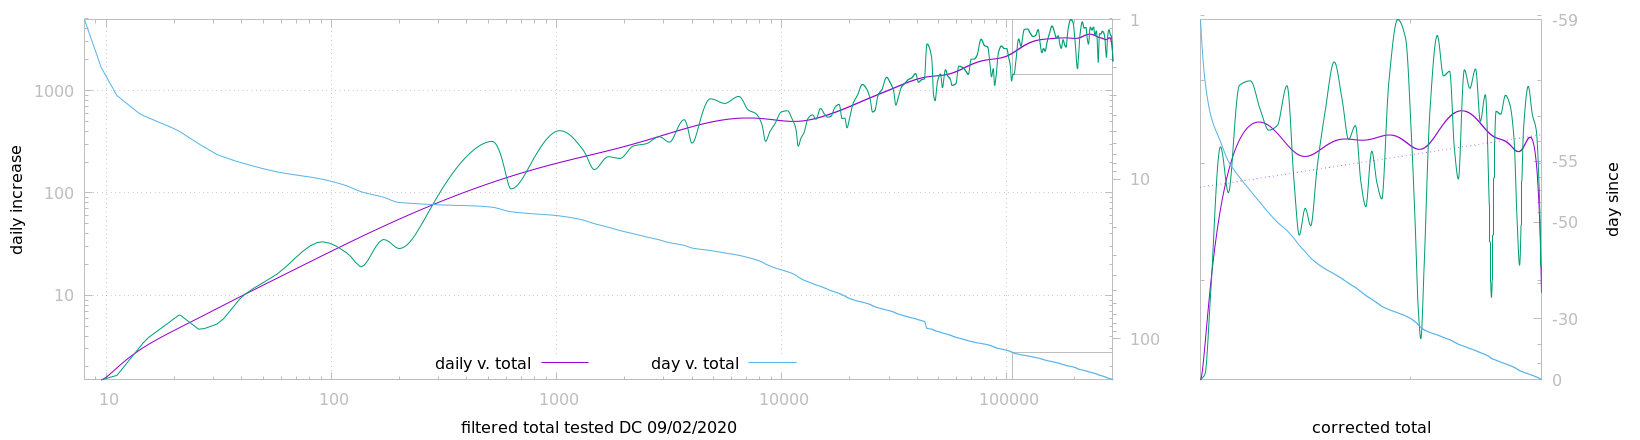 1000
100
10
daily increase
daily v. total
day v. total
10
100
1000
10000
100000
filtered total tested DC 09/02/2020
1
10
100
-59
-55
-50
-30
0
day since
corrected total